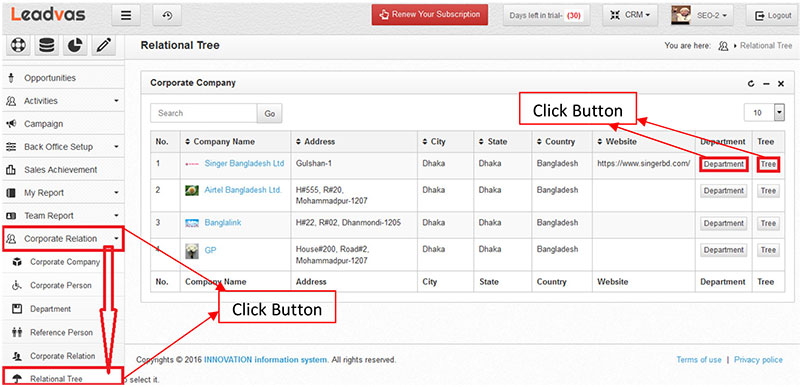 Leadvas
Renew Your Subscription
Days left in trial- (30)
CRM
SEO-2
Logout
Relational Tree
You are here:
Relational Tree
Opportunities
Activities
Campaign
Back Office Setup
Sales Achievement
My Report
Team Report
Corporate Relation
Corporate Company
Corporate Person
Department
Reference Person
Corporate Relation
Relational Tree
Corporate Company
Search
Go
10
Click Button
No. Company Name Address City State Country Website Department Tree
1 Singer Bangladesh Ltd Gulshan-1 Dhaka Dhaka Bangladesh https://www.singerbd.com/ Department Tree
2 Airtel Bangladesh Ltd. H#555, R#20, Dhaka Dhaka Bangladesh Department Tree
Mohammadpur-1207
3 Banglalink H#22, R#02, Dhanmondi-1205 Dhaka Dhaka Bangladesh Department Tree
GP House#200, Road#2, Dhaka Dhaka Bangladesh Department Tree
Mohammadpur-1207
No. Company Name Address City State Country Website Department Tree
Click Button
Copyrights © 2016 INNOVATION information system. All rights reserved.
Terms of use | Privacy policy
o select it.